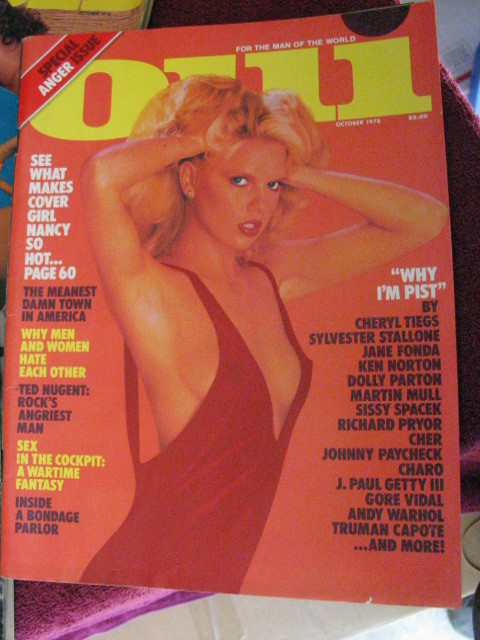 SPECIAL
ANGER ISSUE
FOR THE MAN OF THE WORLD
OUI
OCTOBER 1978
$2.00
SEE
WHAT
MAKES
COVER
GIRL
NANCY
SO
HOT...
PAGE 60
THE MEANEST
DAMN TOWN
IN AMERICA
WHY MEN
AND WOMEN
HATE
EACH OTHER
TED NUGENT:
ROCK'S
ANGRIEST
MAN
SEX
IN THE COCKPIT:
A WARTIME
FANTASY
INSIDE
A BONDAGE
PARLOR
"WHY
I'M PIST"
BY
CHERYL TIEGS
SYLVESTER STALLONE
JANE FONDA
KEN NORTON
DOLLY PARTON
MARTIN MULL
SISSY SPACEK
RICHARD PRYOR
CHER
JOHNNY PAYCHECK
CHARO
J. PAUL GETTY III
GORE VIDAL
ANDY WARHOL
TRUMAN CAPOTE
...AND MORE!